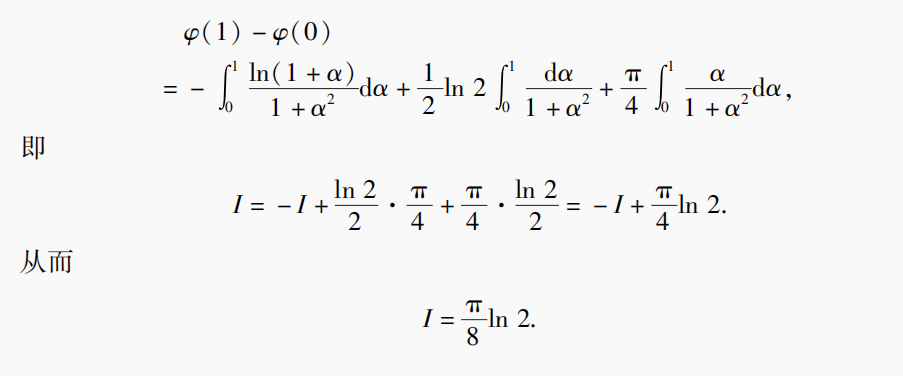 φ(1) - φ(0)
= - ∫₀¹ ln(1 + α)/(1 + α²) dα + 1/2 ln 2 ∫₀¹ dα/(1 + α²) + π/4 ∫₀¹ α/(1 + α²) dα,
即
I = - I + ln 2/2 · π/4 + π/4 · ln 2/2 = - I + π/4 ln 2.
从而
I = π/8 ln 2.